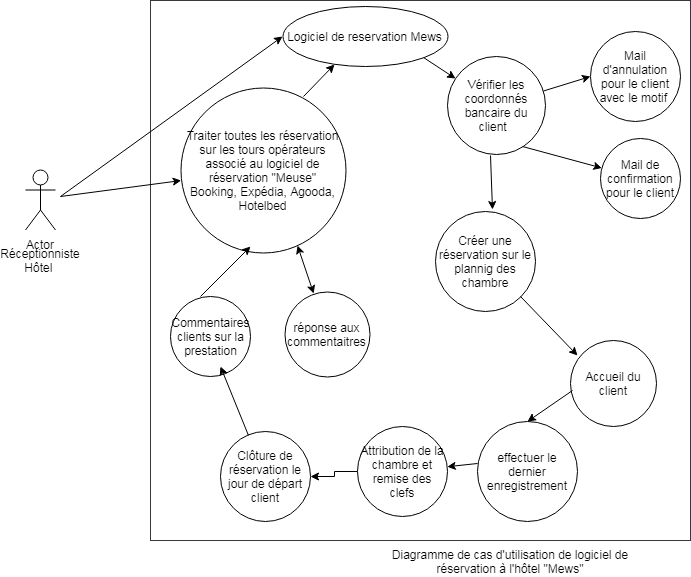 Logiciel de reservation Mews
Mail
d'annulation
pour le client
avec le motif
Vérifier les
coordonnés
bancaire du
client
Traiter toutes les réservation
sur les tours opérateurs
associé au logiciel de
réservation "Meuse"
Booking, Expédia, Agooda,
Hotelbed
Mail de
confirmation
pour le client
Actor
Réceptionniste
Hôtel
Créer une
réservation sur le
plannig des
chambre
Commentaires
clients sur la
prestation
réponse aux
commentaitres
Accueil du
client
Attribution de la
chambre et
remise des
clefs
effectuer le
dernier
enregistrement
Clôture de
réservation le
jour de départ
client
Diagramme de cas d'utilisation de logiciel de
réservation à l'hôtel "Mews"